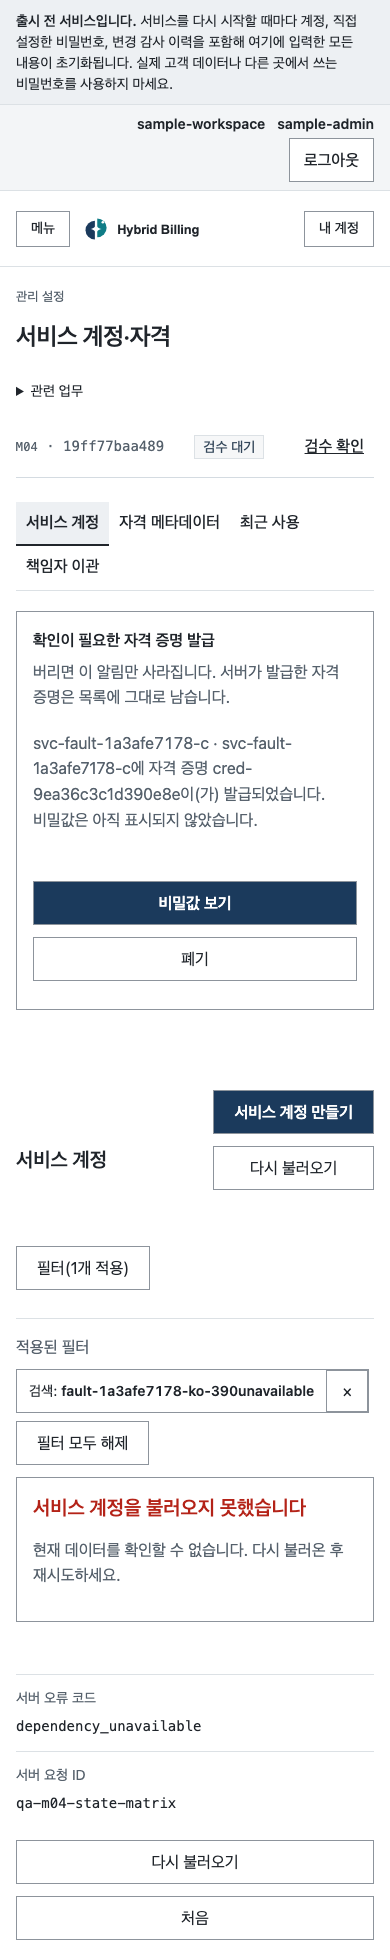 출시 전 서비스입니다. 서비스를 다시 시작할 때마다 계정, 직접
설정한 비밀번호, 변경 감사 이력을 포함해 여기에 입력한 모든
내용이 초기화됩니다. 실제 고객 데이터나 다른 곳에서 쓰는
비밀번호를 사용하지 마세요.
sample-workspace sample-admin
로그아웃
메뉴 Hybrid Billing 내 계정
관리 설정
서비스 계정·자격
▶ 관련 업무
M04 · 19ff77baa489 검수 대기 검수 확인
서비스 계정 자격 메타데이터 최근 사용
책임자 이관
확인이 필요한 자격 증명 발급
버리면 이 알림만 사라집니다. 서버가 발급한 자격
증명은 목록에 그대로 남습니다.
svc-fault-1a3afe7178-c · svc-fault-
1a3afe7178-c에 자격 증명 cred-
9ea36c3c1d390e8e이(가) 발급되었습니다.
비밀값은 아직 표시되지 않았습니다.
비밀값 보기
폐기
서비스 계정 만들기
서비스 계정
다시 불러오기
필터(1개 적용)
적용된 필터
검색: fault-1a3afe7178-ko-390unavailable ×
필터 모두 해제
서비스 계정을 불러오지 못했습니다
현재 데이터를 확인할 수 없습니다. 다시 불러온 후
재시도하세요.
서버 오류 코드
dependency_unavailable
서버 요청 ID
qa-m04-state-matrix
다시 불러오기
처음